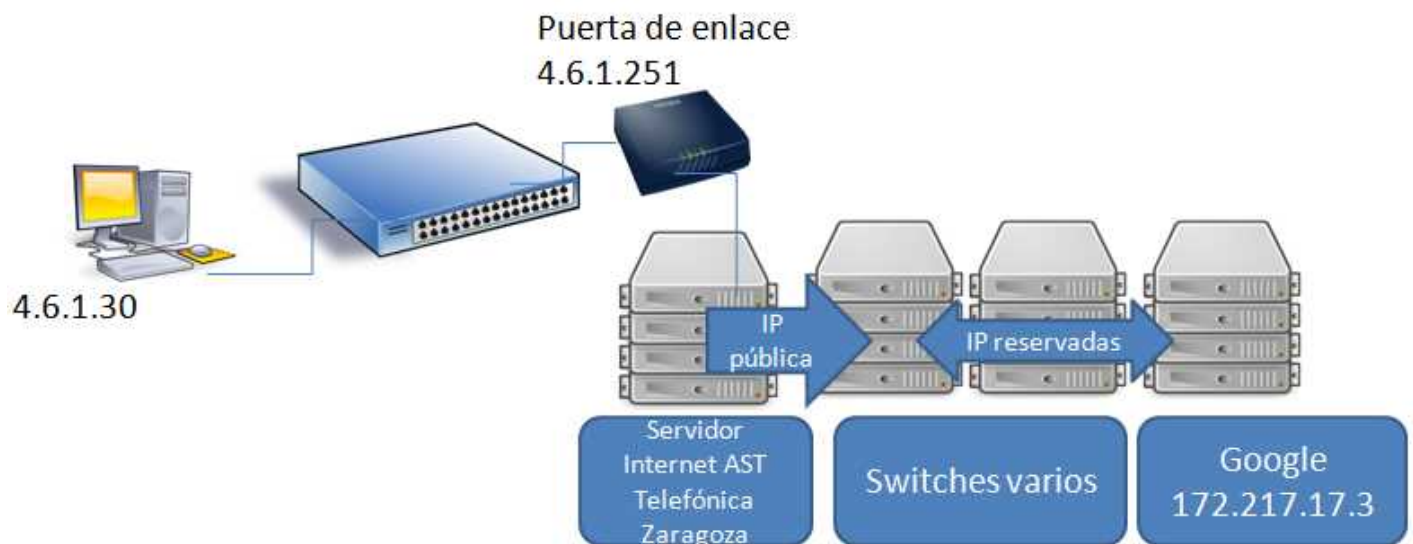 Puerta de enlace
4.6.1.251
4.6.1.30
IP
pública
IP reservadas
Servidor
Internet AST
Telefónica
Zaragoza
Switches varios
Google
172.217.17.3